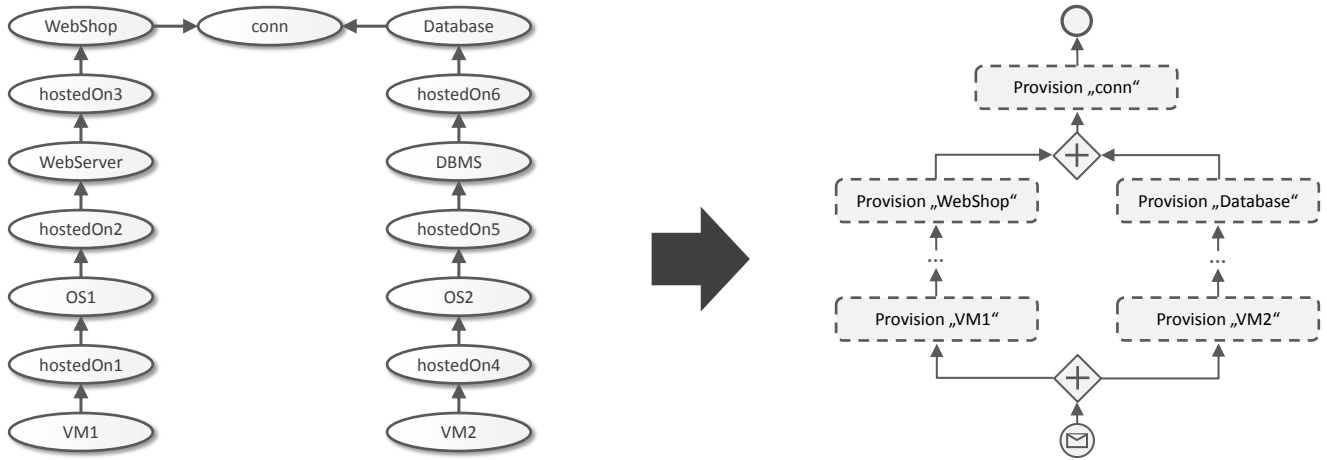 WebShop
conn
Database
hostedOn3
hostedOn6
WebServer
DBMS
hostedOn2
hostedOn5
OS1
OS2
hostedOn1
hostedOn4
VM1
VM2
Provision „conn“
Provision „WebShop“
Provision „Database“
...
...
Provision „VM1“
Provision „VM2“